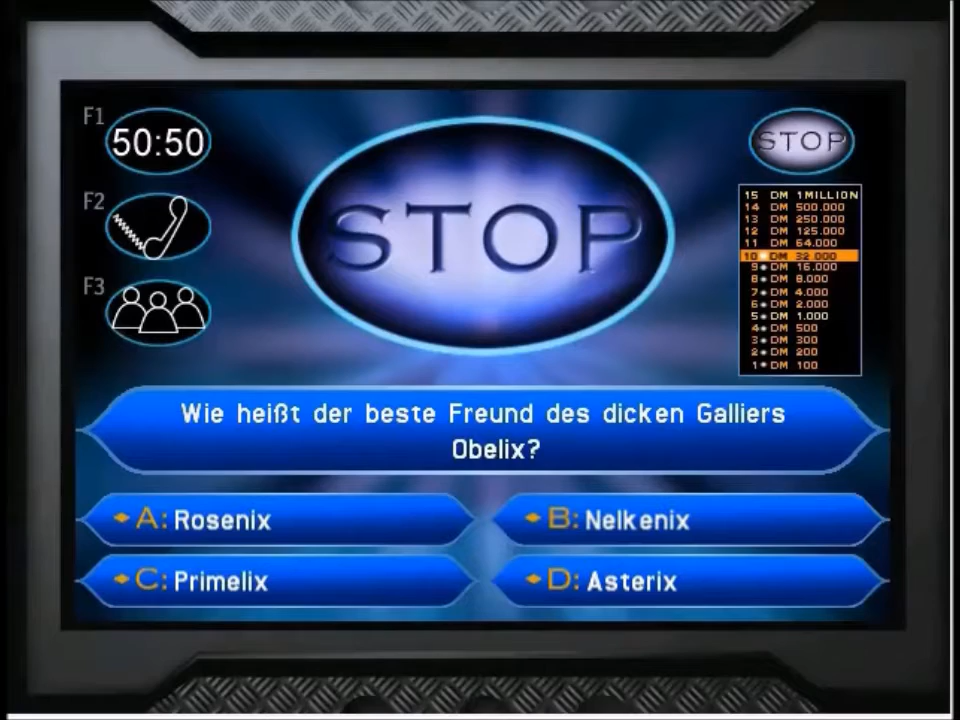 F1
50:50
F2
F3
STOP
STOP
15 DM 1MILLION
14 DM 500.000
13 DM 250.000
12 DM 125.000
11 DM 64.000
10 DM 32.000
9 DM 16.000
8 DM 8.000
7 DM 4.000
6 DM 2.000
5 DM 1.000
4 DM 500
3 DM 300
2 DM 200
1 DM 100
Wie heißt der beste Freund des dicken Galliers
Obelix?
A: Rosenix
B: Nelkenix
C: Primelix
D: Asterix